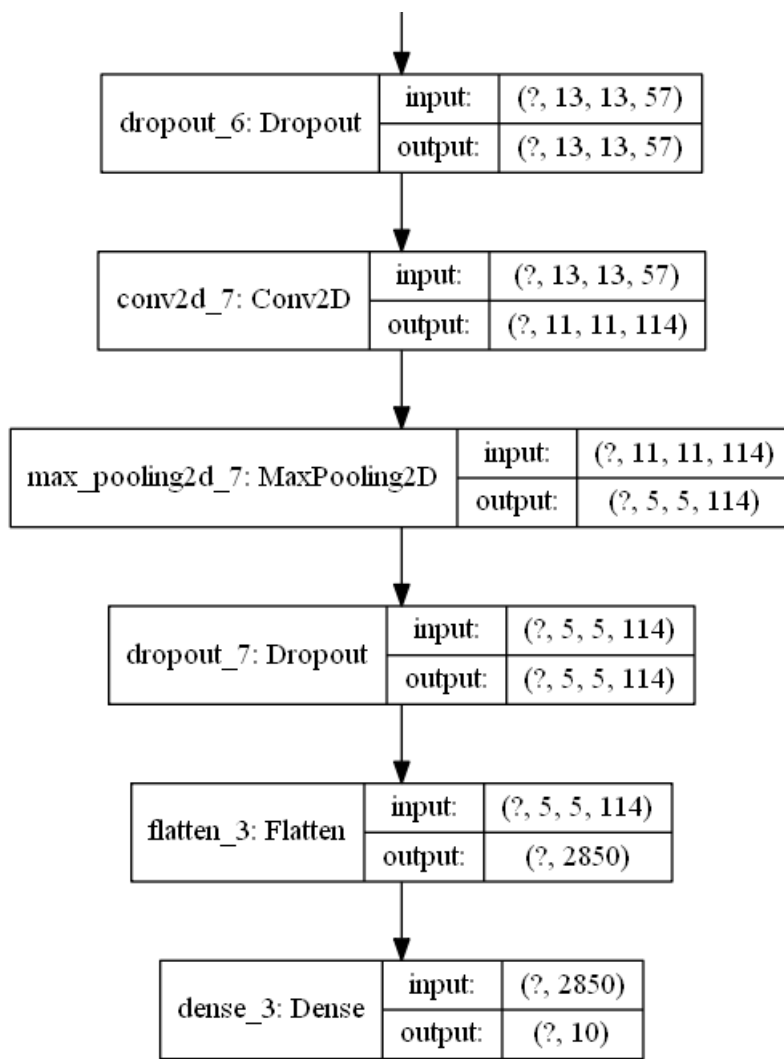 dropout_6: Dropout
input: (?, 13, 13, 57)
output: (?, 13, 13, 57)
conv2d_7: Conv2D
input: (?, 13, 13, 57)
output: (?, 11, 11, 114)
max_pooling2d_7: MaxPooling2D
input: (?, 11, 11, 114)
output: (?, 5, 5, 114)
dropout_7: Dropout
input: (?, 5, 5, 114)
output: (?, 5, 5, 114)
flatten_3: Flatten
input: (?, 5, 5, 114)
output: (?, 2850)
dense_3: Dense
input: (?, 2850)
output: (?, 10)